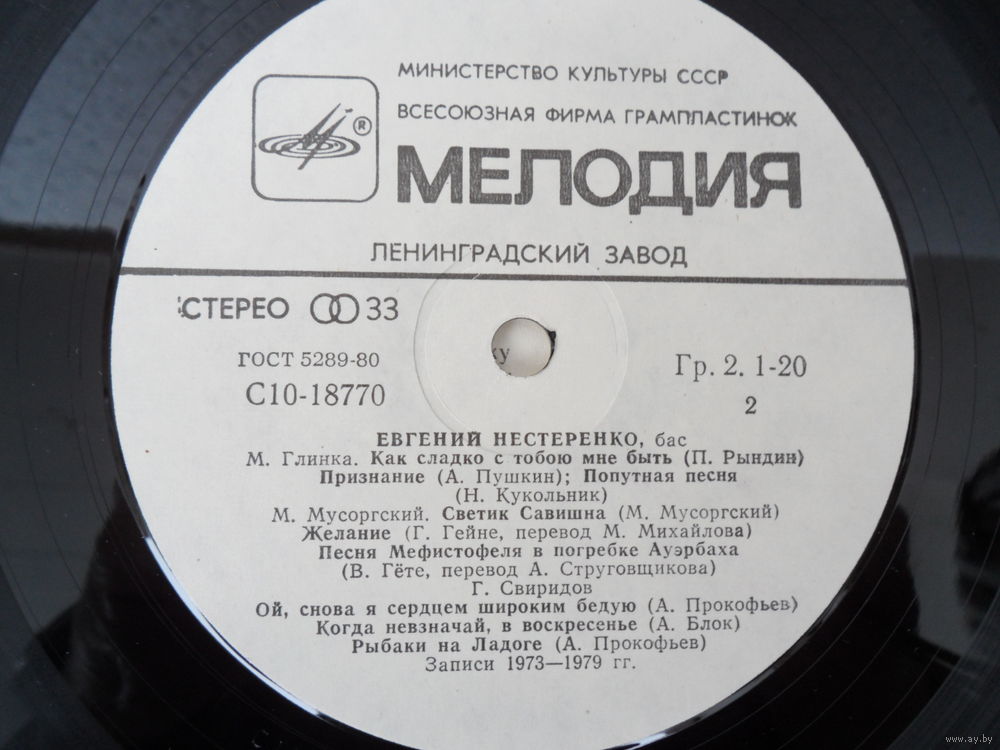 МИНИСТЕРСТВО КУЛЬТУРЫ СССР
ВСЕСОЮЗНАЯ ФИРМА ГРАМПЛАСТИНОК
®
МЕЛОДИЯ
ЛЕНИНГРАДСКИЙ ЗАВОД
СТЕРЕО 33
ГОСТ 5289-80
Гр. 2. 1-20
С10-18770
2
ЕВГЕНИЙ НЕСТЕРЕНКО, бас
М. Глинка. Как сладко с тобою мне быть (П. Рындин)
Признание (А. Пушкин); Попутная песня
(Н. Кукольник)
М. Мусоргский. Светик Савишна (М. Мусоргский)
Желание (Г. Гейне, перевод М. Михайлова)
Песня Мефистофеля в погребке Ауэрбаха
(В. Гёте, перевод А. Струговщикова)
Г. Свиридов
Ой, снова я сердцем широким бедую (А. Прокофьев)
Когда невзначай, в воскресенье (А. Блок)
Рыбаки на Ладоге (А. Прокофьев)
Записи 1973—1979 гг.
www.ay.by